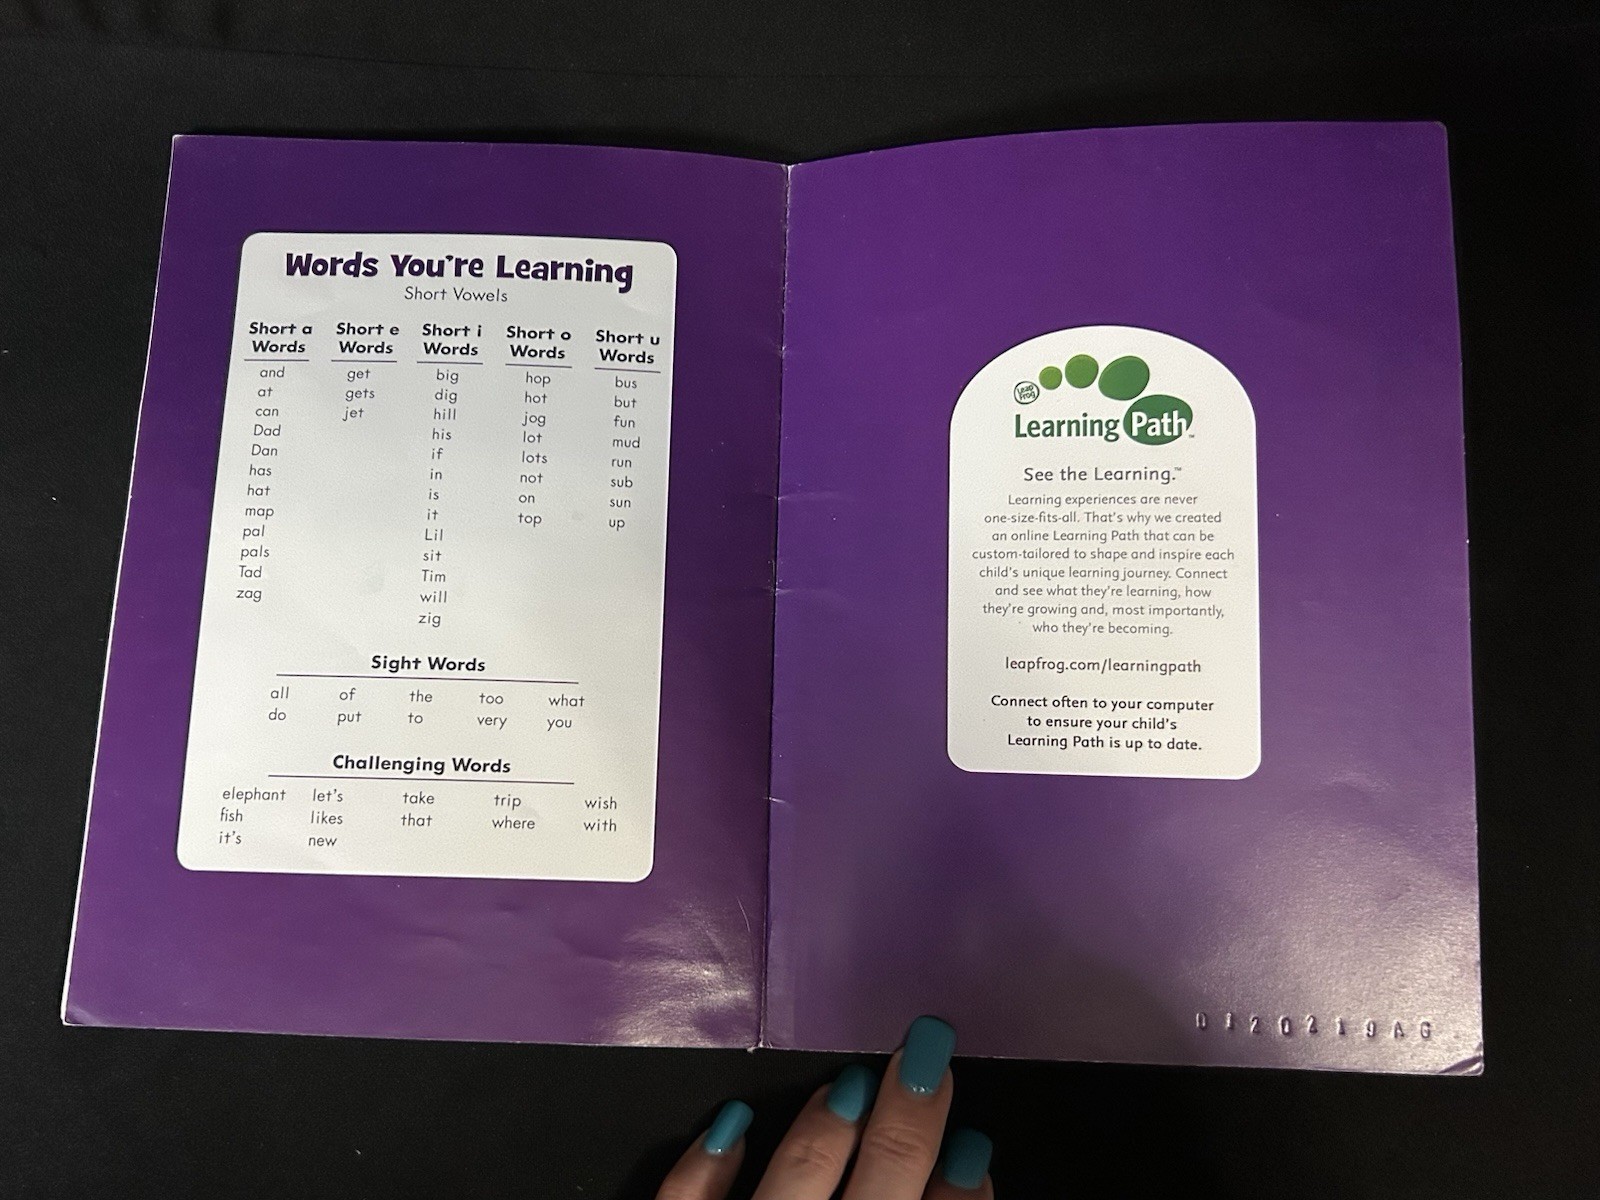 Words You're Learning
Short Vowels
Short a Words
and
at
can
Dad
Dan
has
hat
map
pal
pals
Tad
zag
Short e Words
get
gets
jet
Short i Words
big
dig
hill
his
if
in
is
it
Lil
sit
Tim
will
zig
Short o Words
hop
hot
jog
lot
lots
not
on
top
Short u Words
bus
but
fun
mud
run
sub
sun
up
Sight Words
all of the too what
do put to very you
Challenging Words
elephant let's take trip wish
fish likes that where with
it's new
Leap Frog
Learning Path™
See the Learning.™
Learning experiences are never
one-size-fits-all. That's why we created
an online Learning Path that can be
custom-tailored to shape and inspire each
child's unique learning journey. Connect
and see what they're learning, how
they're growing and, most importantly,
who they're becoming.
leapfrog.com/learningpath
Connect often to your computer
to ensure your child's
Learning Path is up to date.
D120219AG